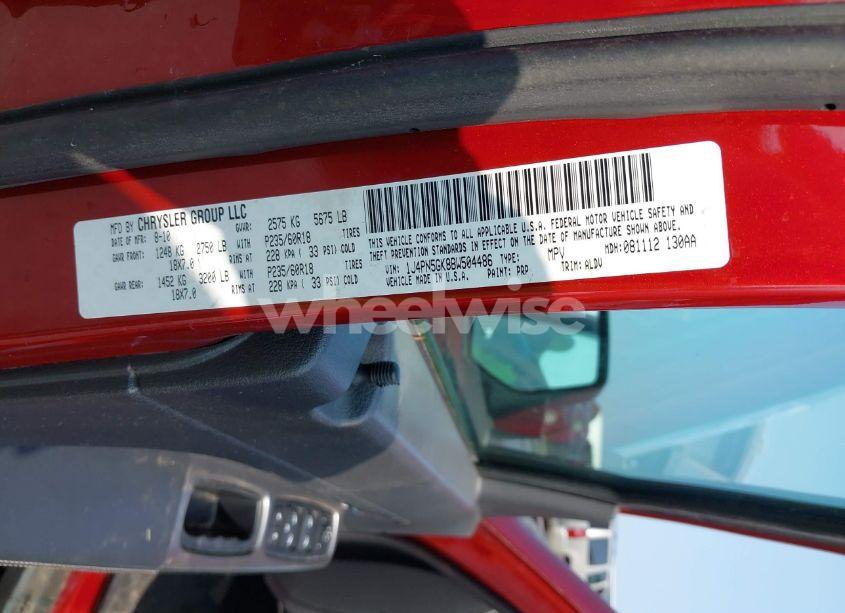 MFD BY CHRYSLER GROUP LLC
DATE OF MFR: 8-10 GVWR: 2575 KG 5675 LB
GAWR FRONT: 1248 KG 2750 LB P235/60R18 TIRES
18X7.0 RIMS AT 228 KPA ( 33 PSI) COLD
GAWR REAR: 1452 KG 3200 LB P235/60R18 TIRES
18X7.0 RIMS AT 228 KPA ( 33 PSI) COLD
THIS VEHICLE CONFORMS TO ALL APPLICABLE U.S.A. FEDERAL MOTOR VEHICLE SAFETY AND
THEFT PREVENTION STANDARDS IN EFFECT ON THE DATE OF MANUFACTURE SHOWN ABOVE.
VIN: 1J4PN5GK8BW504486 TYPE: MPV MDH: 081112 130AA
VEHICLE MADE IN U.S.A. PAINT: PRP TRIM: ALDV
wheelwise